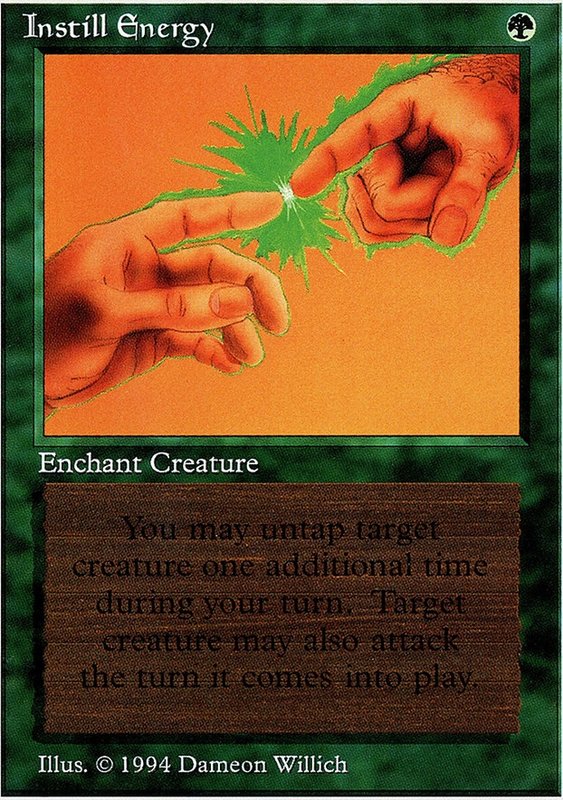 Instill Energy
Enchant Creature
You may untap target
creature one additional time
during your turn. Target
creature may also attack
the turn it comes into play.
Illus. © 1994 Dameon Willich